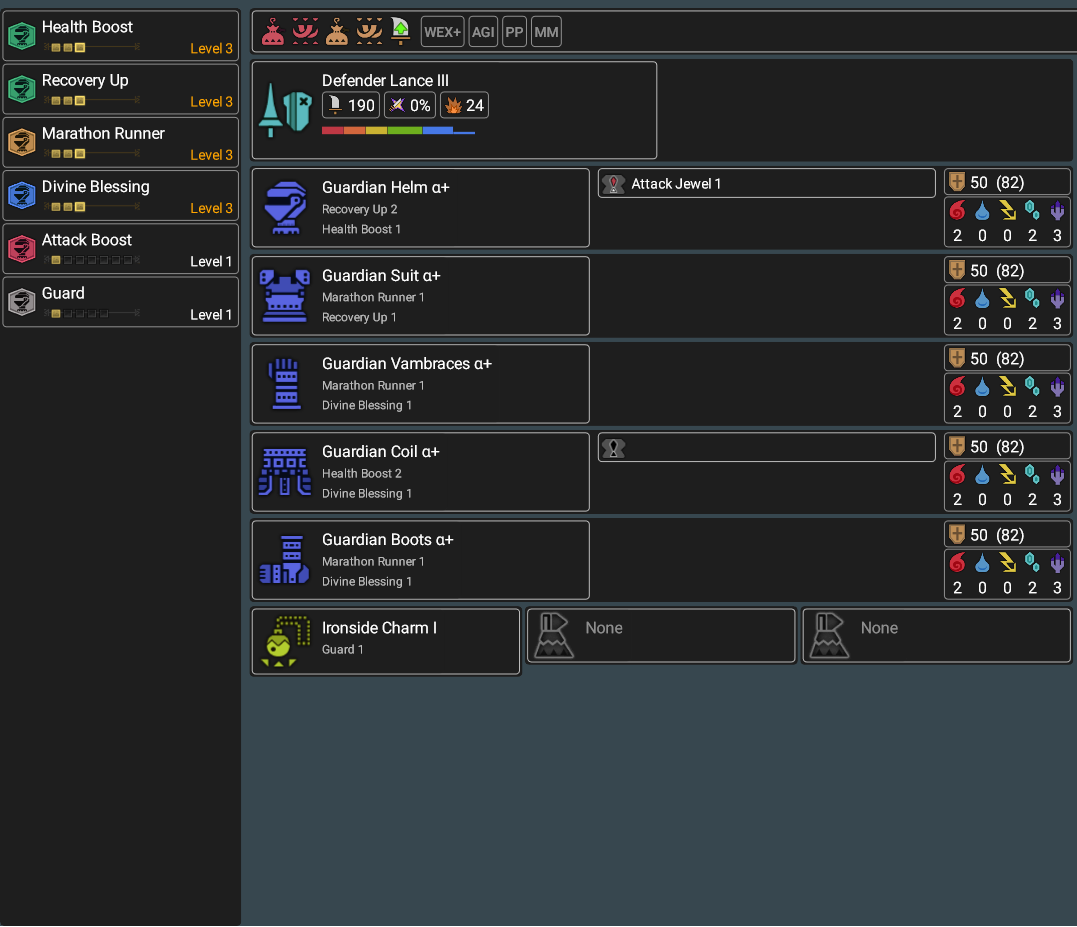 Health Boost
Level 3
Recovery Up
Level 3
Marathon Runner
Level 3
Divine Blessing
Level 3
Attack Boost
Level 1
Guard
Level 1
WEX+ AGI PP MM
Defender Lance III
190 0% 24
Guardian Helm α+
Recovery Up 2
Health Boost 1
Attack Jewel 1
50 (82)
2 0 0 2 3
Guardian Suit α+
Marathon Runner 1
Recovery Up 1
50 (82)
2 0 0 2 3
Guardian Vambraces α+
Marathon Runner 1
Divine Blessing 1
50 (82)
2 0 0 2 3
Guardian Coil α+
Health Boost 2
Divine Blessing 1
50 (82)
2 0 0 2 3
Guardian Boots α+
Marathon Runner 1
Divine Blessing 1
50 (82)
2 0 0 2 3
Ironside Charm I
Guard 1
None
None